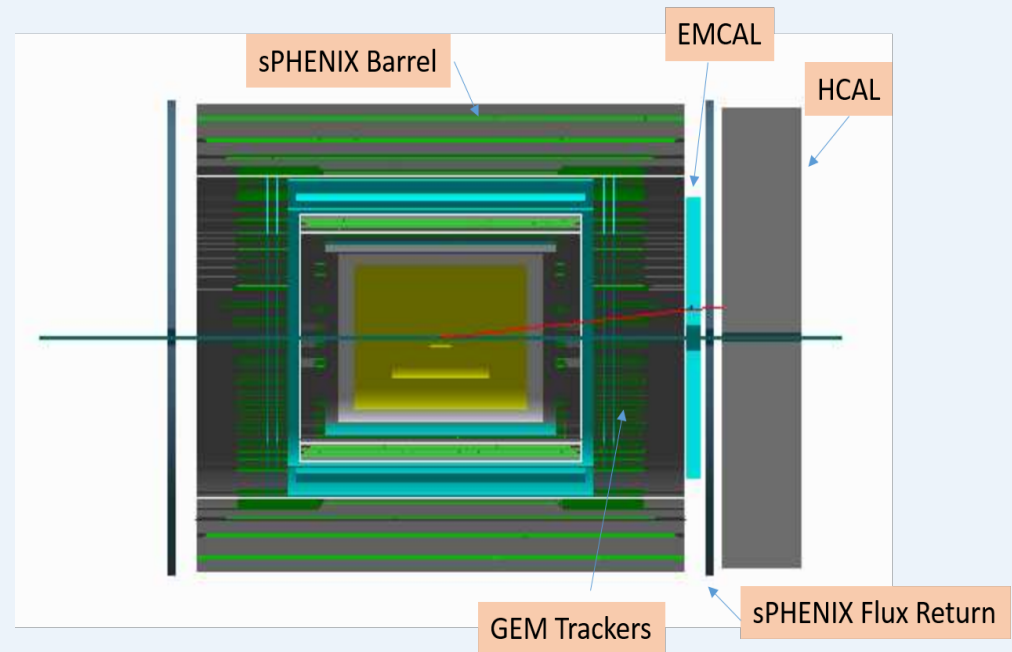 EMCAL
sPHENIX Barrel
HCAL
GEM Trackers
sPHENIX Flux Return